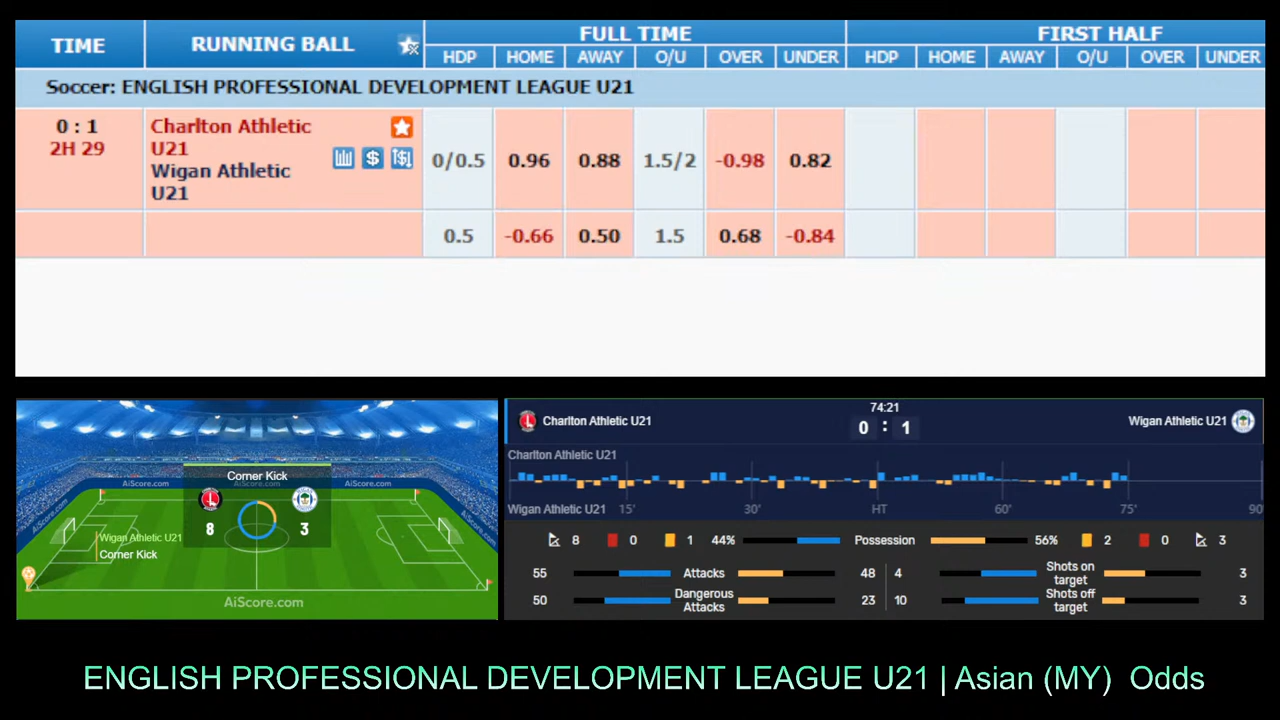 TIME RUNNING BALL FULL TIME FIRST HALF
HDP HOME AWAY O/U OVER UNDER HDP HOME AWAY O/U OVER UNDER
Soccer: ENGLISH PROFESSIONAL DEVELOPMENT LEAGUE U21
0 : 1
2H 29
Charlton Athletic
U21
Wigan Athletic
U21
0/0.5 0.96 0.88 1.5/2 -0.98 0.82
0.5 -0.66 0.50 1.5 0.68 -0.84
Corner Kick
8 3
AiScore.com AiScore.com
AiScore.com AiScore.com
Wigan Athletic U21
Corner Kick
AiScore.com
74:21
Charlton Athletic U21 0 : 1 Wigan Athletic U21
Charlton Athletic U21
Wigan Athletic U21 15' 30' HT 60' 75' 90'
8 0 1 44% Possession 56% 2 0 3
55 Attacks 48 4 Shots on target 3
50 Dangerous Attacks 23 10 Shots off target 3
ENGLISH PROFESSIONAL DEVELOPMENT LEAGUE U21 | Asian (MY) Odds